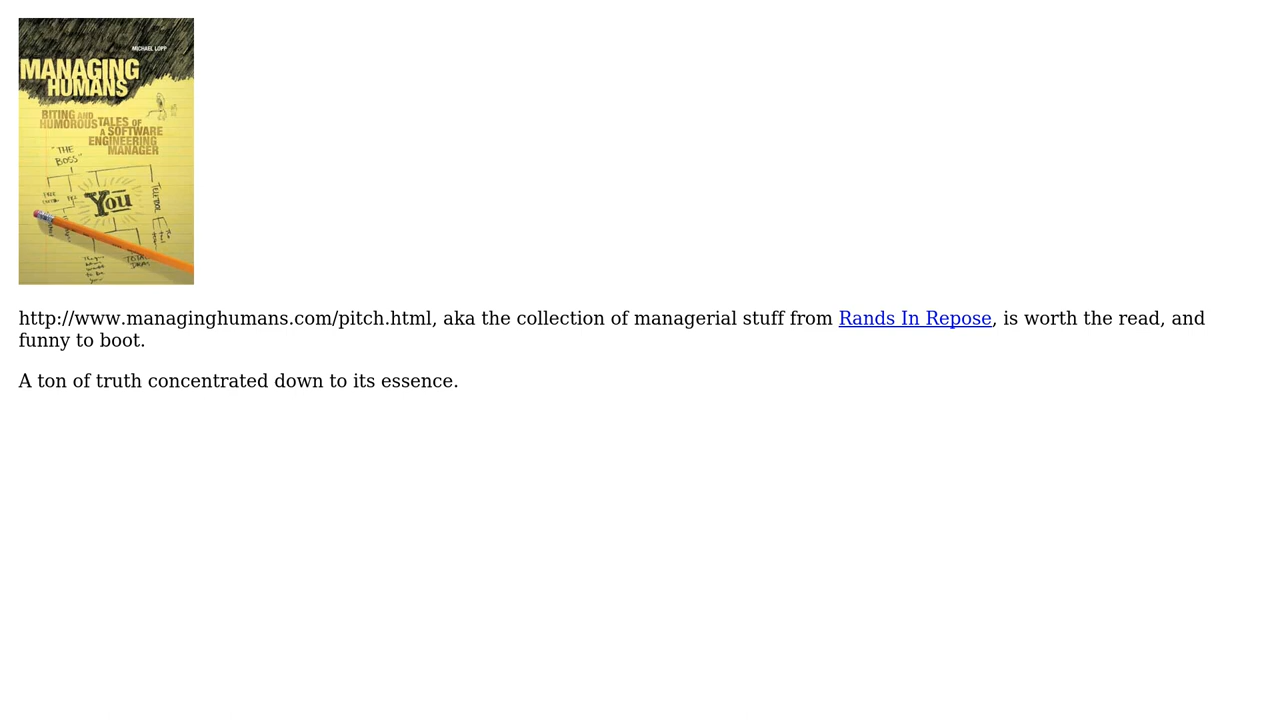 MICHAEL LOPP
MANAGING
HUMANS
BITING AND
HUMOROUS TALES OF
A SOFTWARE
ENGINEERING
MANAGER
"THE
BOSS"
You
http://www.managinghumans.com/pitch.html, aka the collection of managerial stuff from Rands In Repose, is worth the read, and
funny to boot.
A ton of truth concentrated down to its essence.